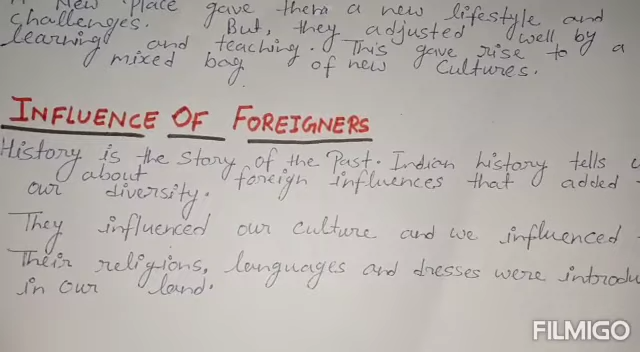 New Place gave them a new lifestyle and
challenges. But, they adjusted well by a
learning and teaching. This gave rise to
mixed bag of new Cultures.
INFLUENCE OF FOREIGNERS
History is the story of the Past. Indian history tells
about foreign influences that added
our diversity.
They influenced our culture and we influenced
Their religions, languages and dresses were introdu
in our land.
FILMIGO